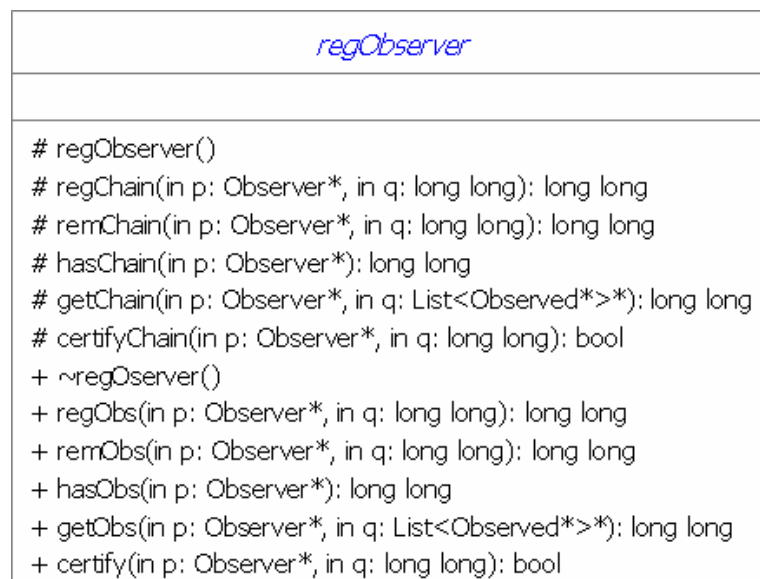 regObserver
# regObserver()
# regChain(in p: Observer*, in q: long long): long long
# remChain(in p: Observer*, in q: long long): long long
# hasChain(in p: Observer*): long long
# getChain(in p: Observer*, in q: List<Observed*>*): long long
# certifyChain(in p: Observer*, in q: long long): bool
+ ~regOserver()
+ regObs(in p: Observer*, in q: long long): long long
+ remObs(in p: Observer*, in q: long long): long long
+ hasObs(in p: Observer*): long long
+ getObs(in p: Observer*, in q: List<Observed*>*): long long
+ certify(in p: Observer*, in q: long long): bool